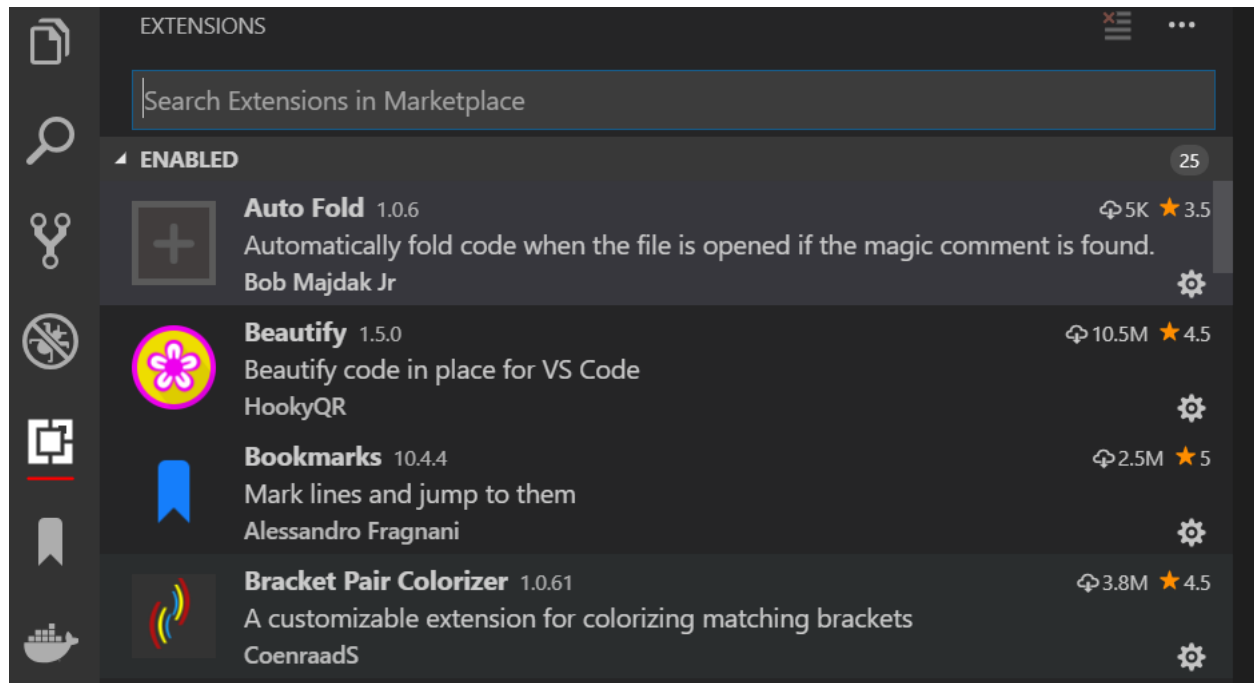 EXTENSIONS
Search Extensions in Marketplace
ENABLED 25
Auto Fold 1.0.6 5K 3.5
Automatically fold code when the file is opened if the magic comment is found.
Bob Majdak Jr
Beautify 1.5.0 10.5M 4.5
Beautify code in place for VS Code
HookyQR
Bookmarks 10.4.4 2.5M 5
Mark lines and jump to them
Alessandro Fragnani
Bracket Pair Colorizer 1.0.61 3.8M 4.5
A customizable extension for colorizing matching brackets
CoenraadS